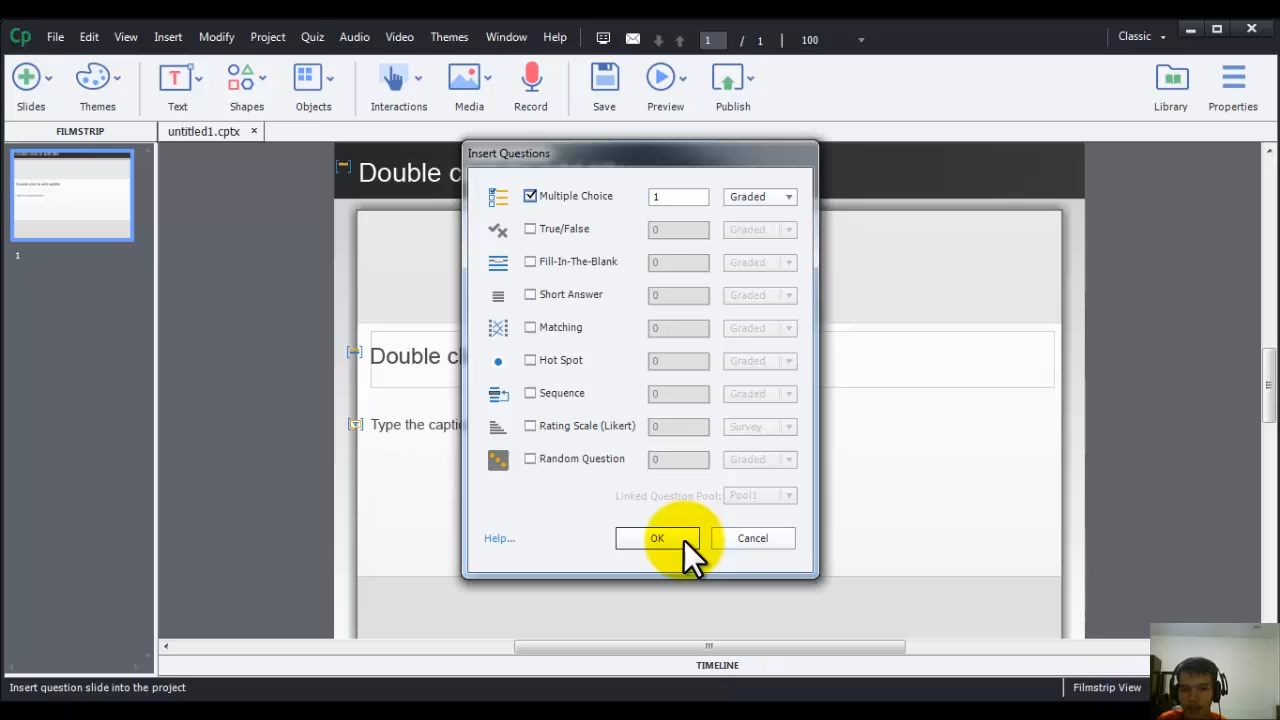 Cp File Edit View Insert Modify Project Quiz Audio Video Themes Window Help 1 / 1 100 Classic
Slides Themes Text Shapes Objects Interactions Media Record Save Preview Publish Library Properties
FILMSTRIP untitled1.cptx
Insert Questions
Double c
Multiple Choice 1 Graded
True/False 0 Graded
Fill-In-The-Blank 0 Graded
1
Short Answer 0 Graded
Matching 0 Graded
Double cl
Hot Spot 0 Graded
Sequence 0 Graded
Type the captio
Rating Scale (Likert) 0 Survey
Random Question 0 Graded
Linked Question Pool: Pool1
Help... OK Cancel
TIMELINE
Insert question slide into the project Filmstrip View